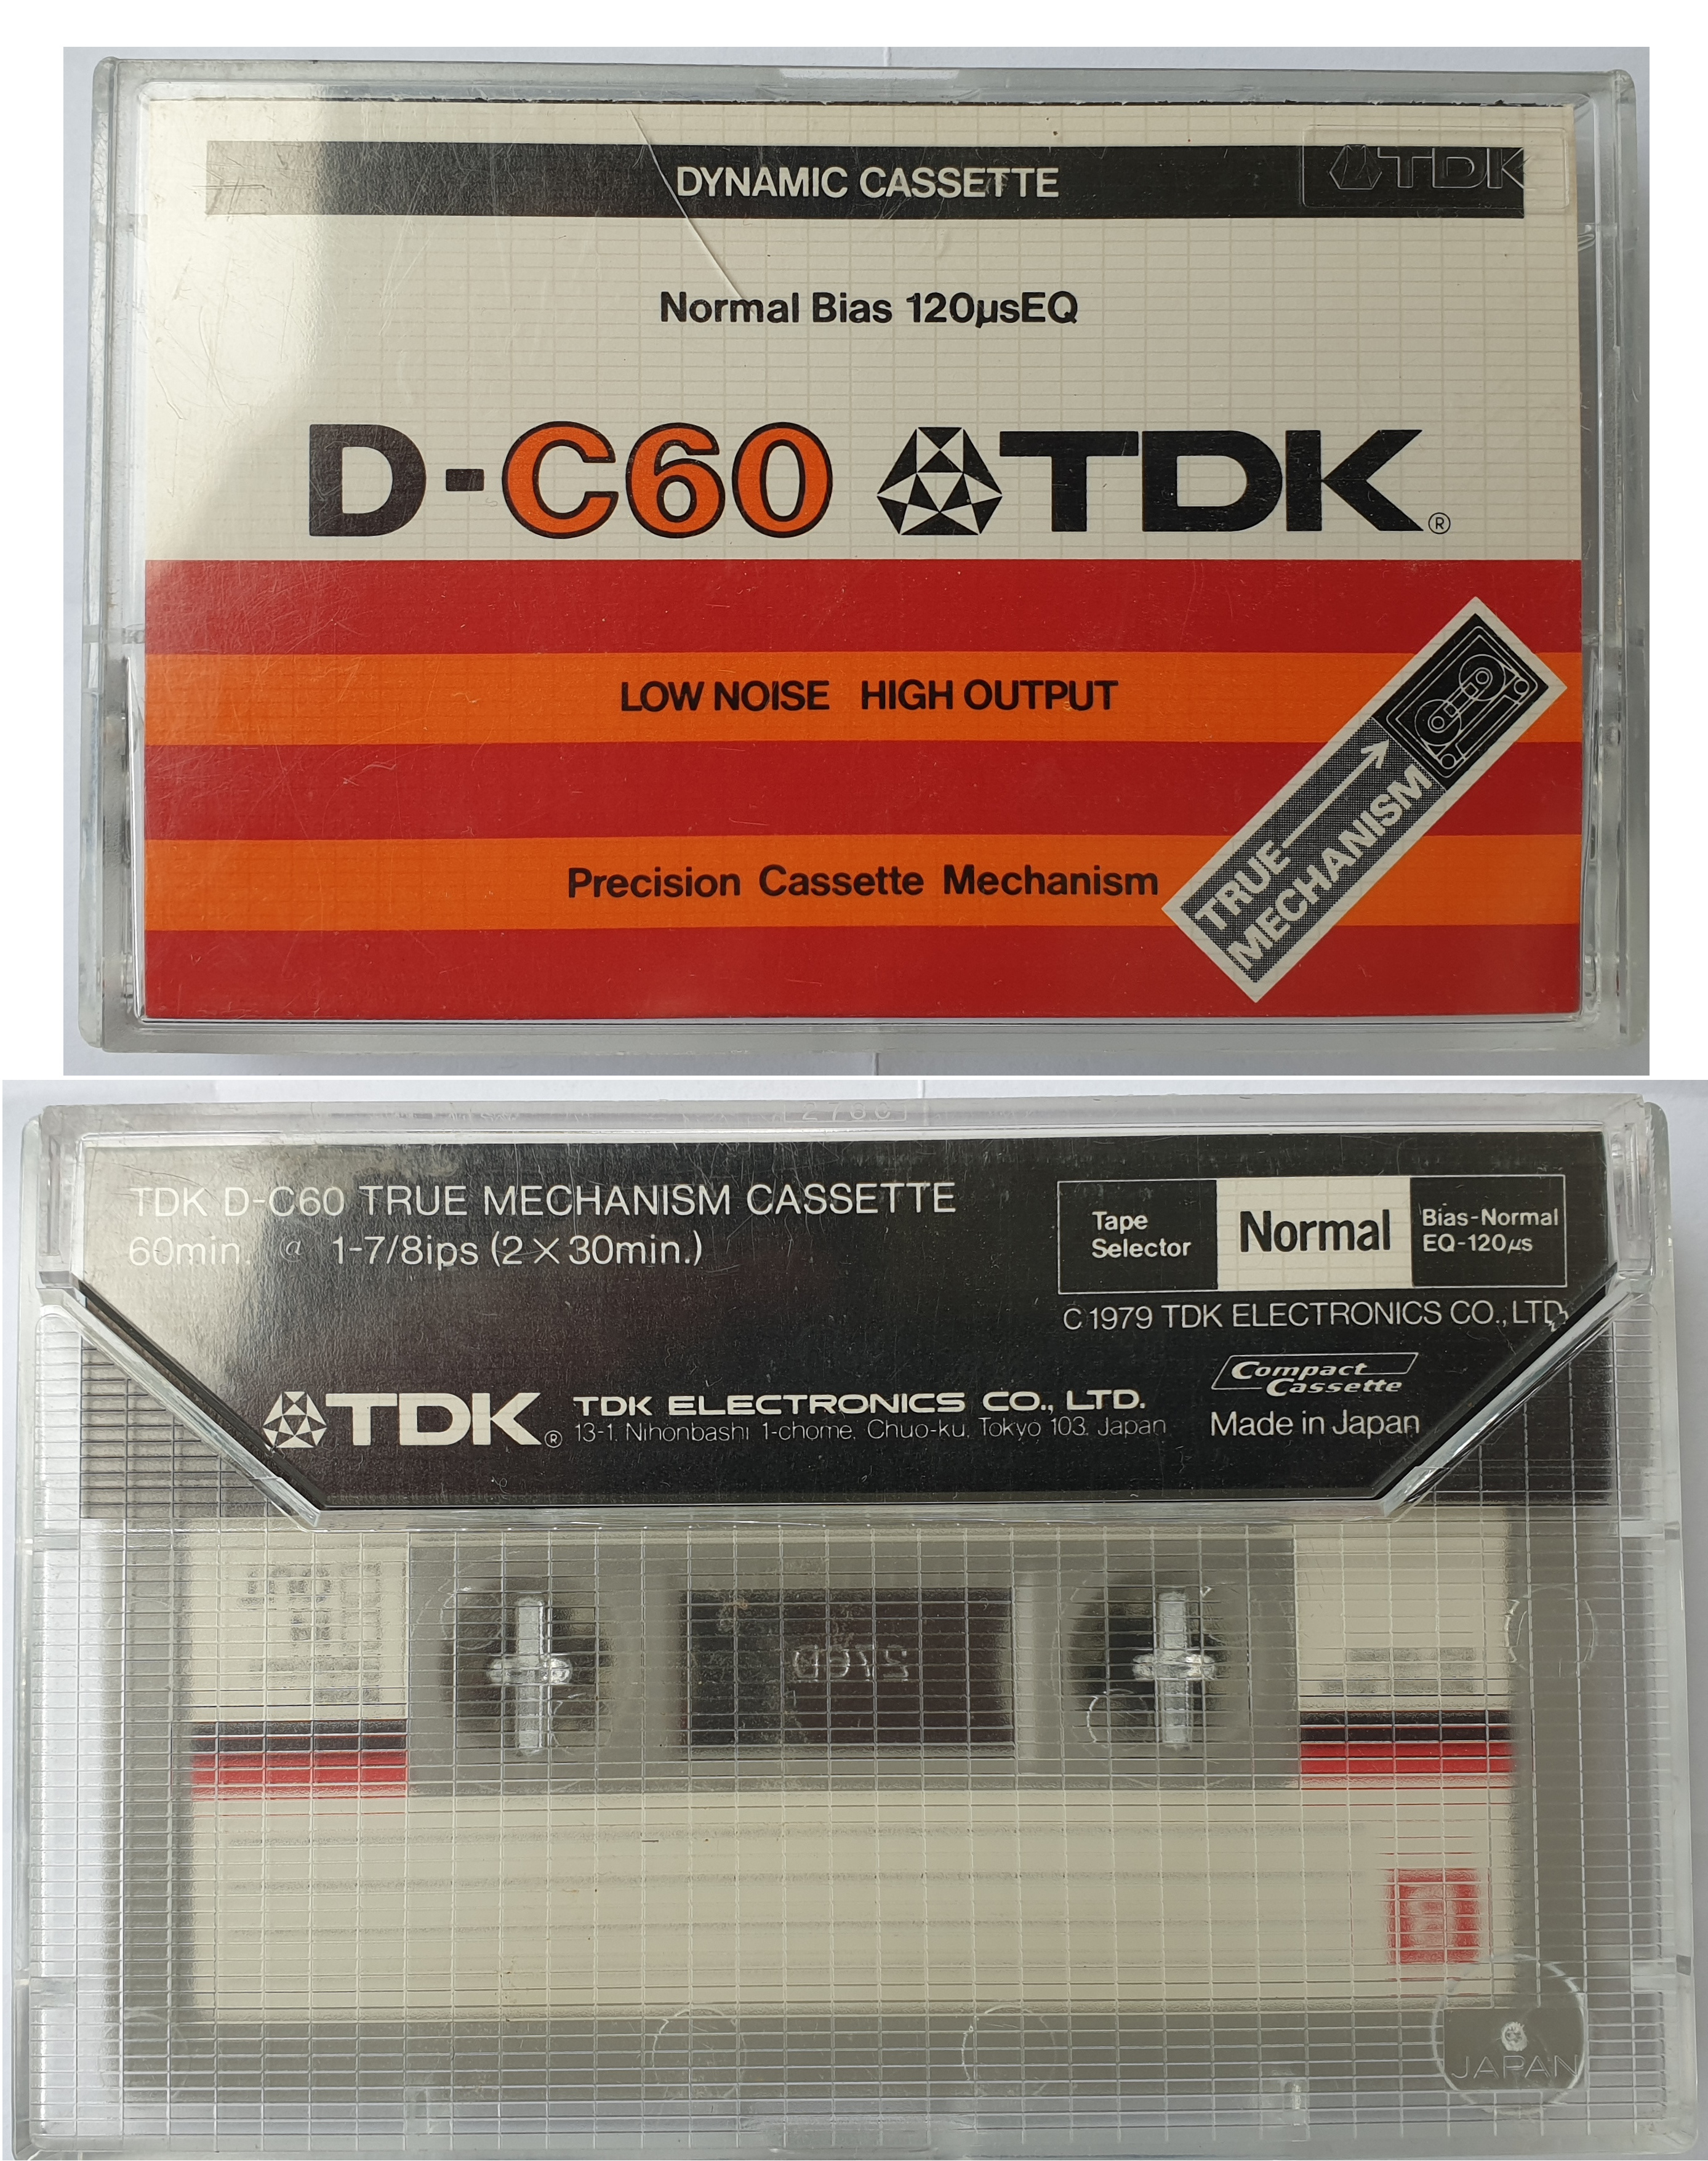 DYNAMIC CASSETTE
TDK
Normal Bias 120µsEQ
D-C60 TDK®
LOW NOISE HIGH OUTPUT
Precision Cassette Mechanism
TRUE
MECHANISM
276C
TDK D-C60 TRUE MECHANISM CASSETTE
60min. @ 1-7/8ips (2×30min.)
Tape
Selector
Normal
Bias-Normal
EQ-120µs
C 1979 TDK ELECTRONICS CO., LTD.
Compact
Cassette
TDK® TDK ELECTRONICS CO., LTD.
13-1, Nihonbashi 1-chome, Chuo-ku, Tokyo 103, Japan
Made in Japan
JAPAN